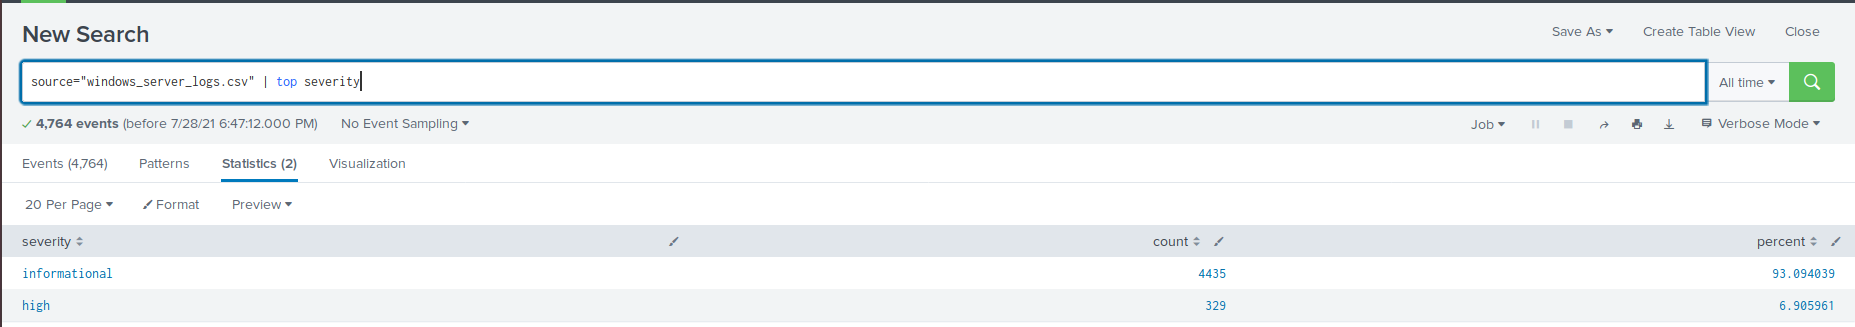 New Search
Save As Create Table View Close
source="windows_server_logs.csv" | top severity
All time
4,764 events (before 7/28/21 6:47:12.000 PM) No Event Sampling
Job Verbose Mode
Events (4,764) Patterns Statistics (2) Visualization
20 Per Page Format Preview
severity count percent
informational 4435 93.094039
high 329 6.905961